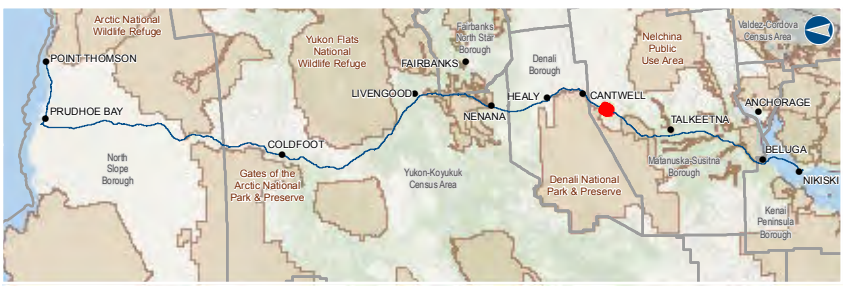 Arctic National
Wildlife Refuge
POINT THOMSON
PRUDHOE BAY
North
Slope
Borough
COLDFOOT
Gates of the
Arctic National
Park & Preserve
Yukon Flats
National
Wildlife Refuge
LIVENGOOD
FAIRBANKS
Fairbanks
North Star
Borough
NENANA
Yukon-Koyukuk
Census Area
Denali
Borough
HEALY
CANTWELL
Denali National
Park & Preserve
Nelchina
Public
Use Area
TALKEETNA
Matanuska-Susitna
Borough
Valdez-Cordova
Census Area
ANCHORAGE
BELUGA
NIKISKI
Kenai
Peninsula
Borough